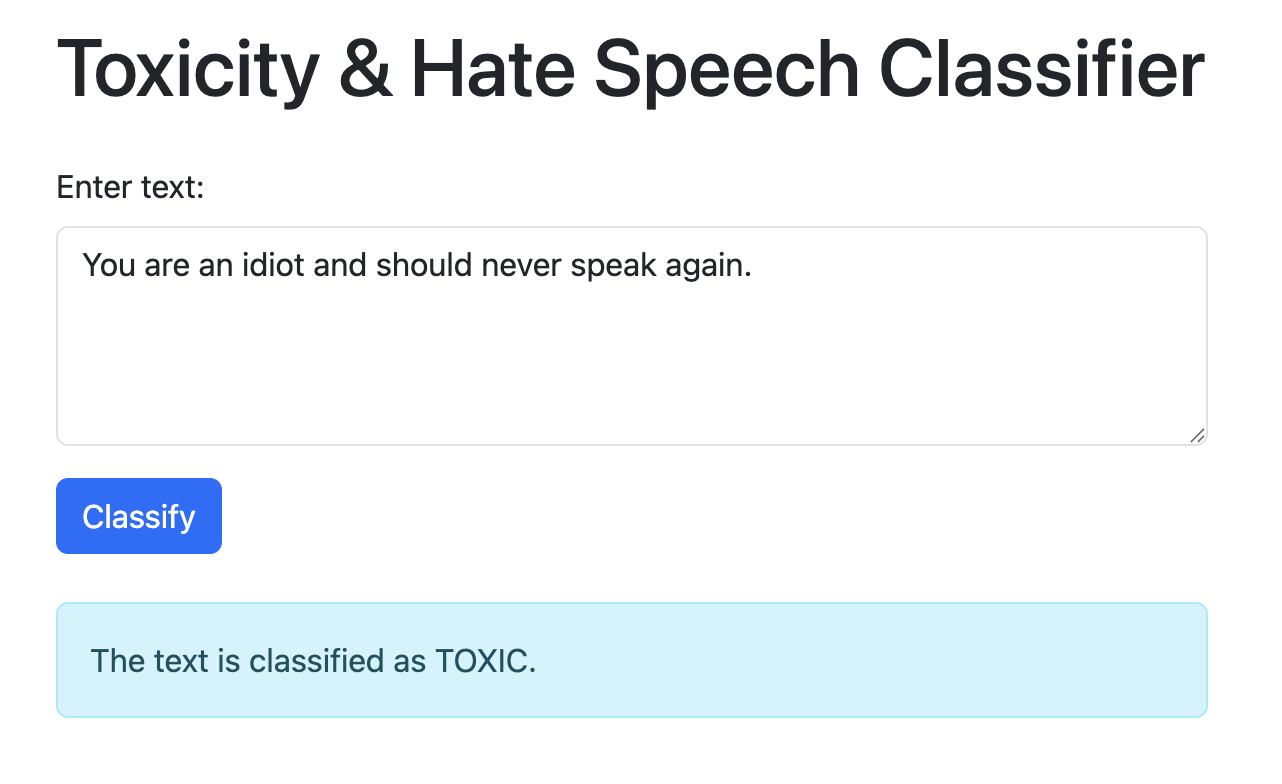 Toxicity & Hate Speech Classifier
Enter text:
You are an idiot and should never speak again.
Classify
The text is classified as TOXIC.